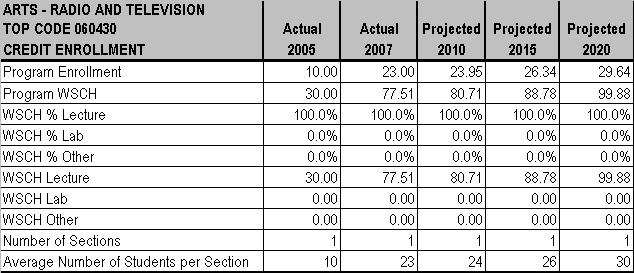 ARTS - RADIO AND TELEVISION
TOP CODE 060430 Actual Actual Projected Projected Projected
CREDIT ENROLLMENT 2005 2007 2010 2015 2020
Program Enrollment 10.00 23.00 23.95 26.34 29.64
Program WSCH 30.00 77.51 80.71 88.78 99.88
WSCH % Lecture 100.0% 100.0% 100.0% 100.0% 100.0%
WSCH % Lab 0.0% 0.0% 0.0% 0.0% 0.0%
WSCH % Other 0.0% 0.0% 0.0% 0.0% 0.0%
WSCH Lecture 30.00 77.51 80.71 88.78 99.88
WSCH Lab 0.00 0.00 0.00 0.00 0.00
WSCH Other 0.00 0.00 0.00 0.00 0.00
Number of Sections 1 1 1 1 1
Average Number of Students per Section 10 23 24 26 30